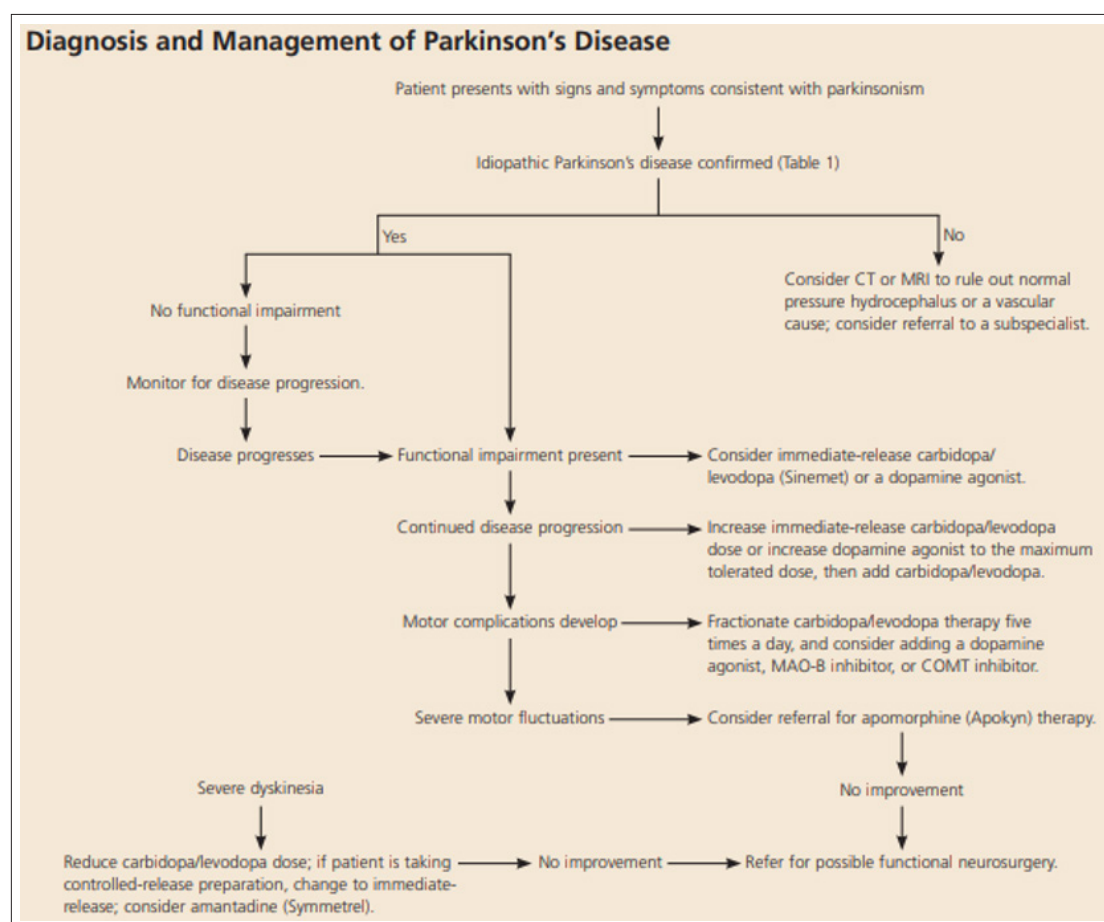 Diagnosis and Management of Parkinson's Disease
Patient presents with signs and symptoms consistent with parkinsonism
Idiopathic Parkinson's disease confirmed (Table 1)
Yes
No
Consider CT or MRI to rule out normal
pressure hydrocephalus or a vascular
cause; consider referral to a subspecialist.
No functional impairment
Monitor for disease progression.
Disease progresses
Functional impairment present
Consider immediate-release carbidopa/
levodopa (Sinemet) or a dopamine agonist.
Continued disease progression
Increase immediate-release carbidopa/levodopa
dose or increase dopamine agonist to the maximum
tolerated dose, then add carbidopa/levodopa.
Motor complications develop
Fractionate carbidopa/levodopa therapy five
times a day, and consider adding a dopamine
agonist, MAO-B inhibitor, or COMT inhibitor.
Severe motor fluctuations
Consider referral for apomorphine (Apokyn) therapy.
Severe dyskinesia
No improvement
Reduce carbidopa/levodopa dose; if patient is taking
controlled-release preparation, change to immediate-
release; consider amantadine (Symmetrel).
No improvement
Refer for possible functional neurosurgery.